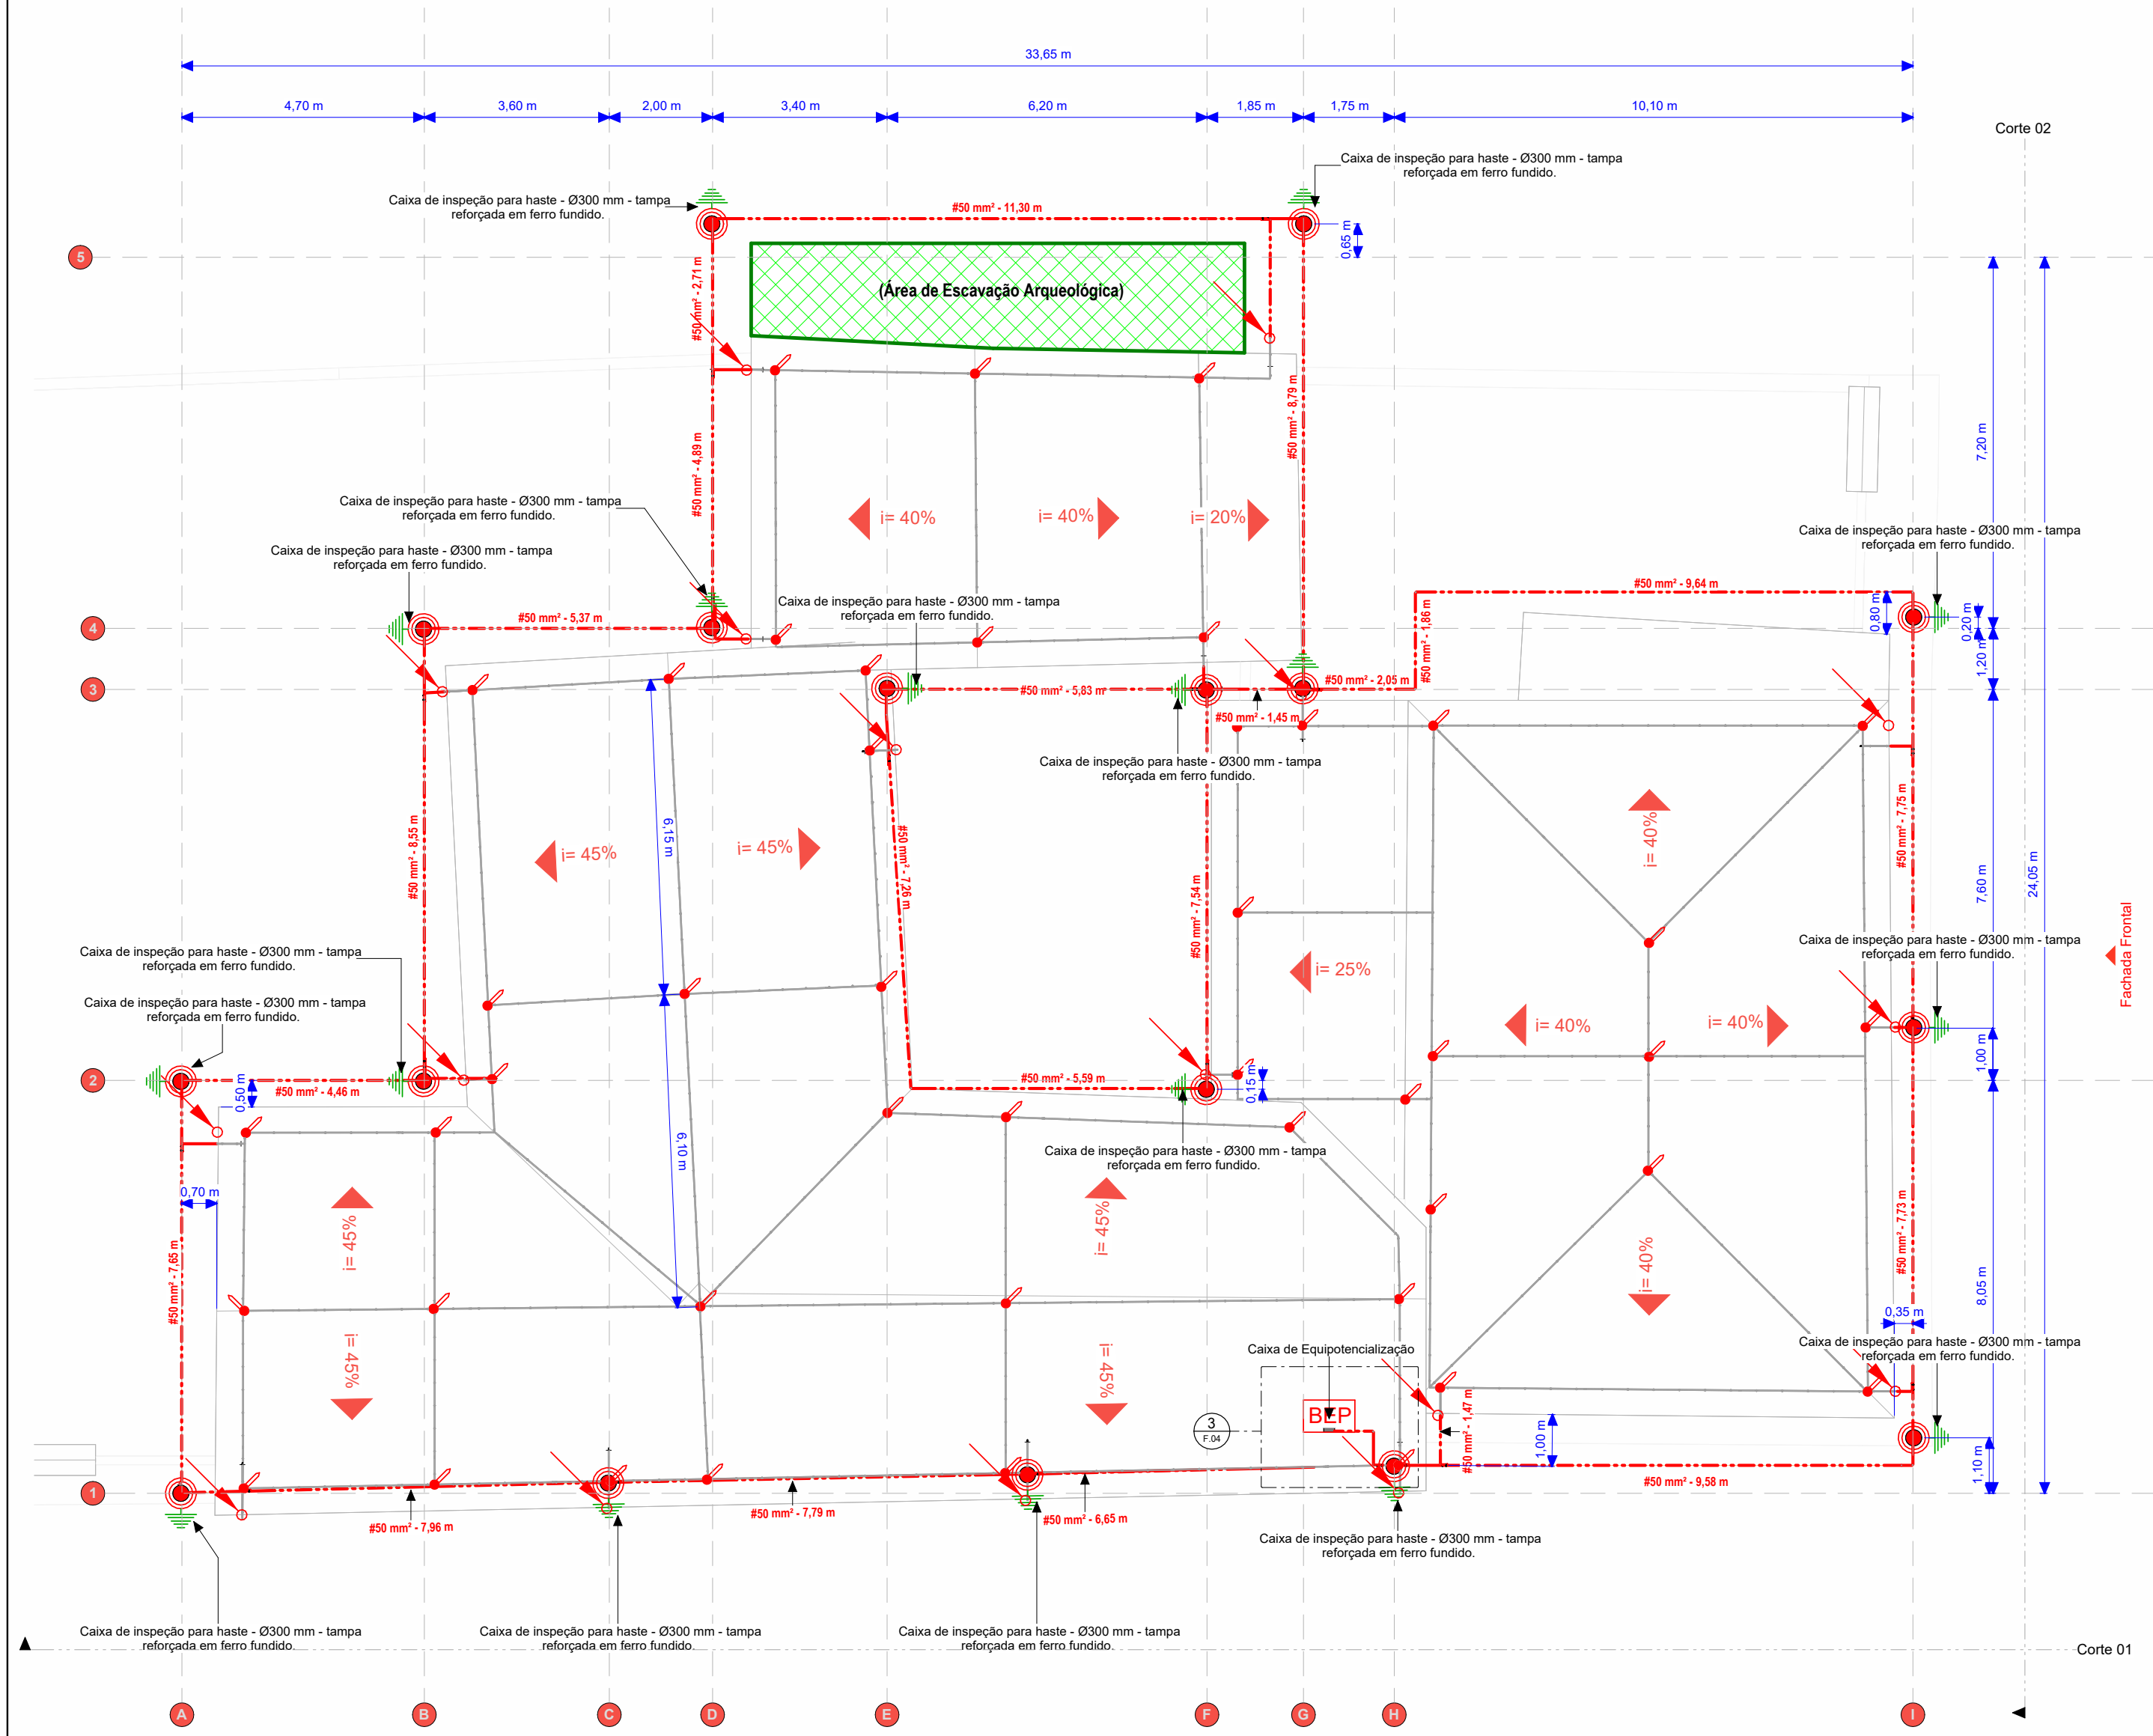 33,65 m
4,70 m
3,60 m
2,00 m
3,40 m
6,20 m
1,85 m
1,75 m
10,10 m
Corte 02
Caixa de inspeção para haste - Ø300 mm - tampa
reforçada em ferro fundido.
Caixa de inspeção para haste - Ø300 mm - tampa
reforçada em ferro fundido.
#50 mm² - 11,30 m
0,65 m
5
#50 mm² - 2,71 m
(Área de Escavação Arqueológica)
#50 mm² - 8,79 m
7,20 m
#50 mm² - 4,89 m
Caixa de inspeção para haste - Ø300 mm - tampa
reforçada em ferro fundido.
i= 40%
i= 40%
i= 20%
Caixa de inspeção para haste - Ø300 mm - tampa
reforçada em ferro fundido.
Caixa de inspeção para haste - Ø300 mm - tampa
reforçada em ferro fundido.
#50 mm² - 9,64 m
Caixa de inspeção para haste - Ø300 mm - tampa
reforçada em ferro fundido.
#50 mm² - 5,37 m
#50 mm² - 1,86 m
0,80 m
0,20 m
4
1,20 m
3
#50 mm² - 5,83 m
#50 mm² - 2,05 m
#50 mm² - 1,45 m
Caixa de inspeção para haste - Ø300 mm - tampa
reforçada em ferro fundido.
6,15 m
#50 mm² - 8,55 m
i= 45%
i= 45%
#50 mm² - 7,26 m
#50 mm² - 7,54 m
i= 40%
#50 mm² - 7,75 m
7,60 m
24,05 m
Caixa de inspeção para haste - Ø300 mm - tampa
reforçada em ferro fundido.
Caixa de inspeção para haste - Ø300 mm - tampa
reforçada em ferro fundido.
Fachada Frontal
i= 25%
Caixa de inspeção para haste - Ø300 mm - tampa
reforçada em ferro fundido.
i= 40%
i= 40%
1,00 m
2
#50 mm² - 4,46 m
0,50 m
#50 mm² - 5,59 m
0,15 m
6,10 m
Caixa de inspeção para haste - Ø300 mm - tampa
reforçada em ferro fundido.
0,70 m
i= 45%
i= 45%
#50 mm² - 7,65 m
i= 40%
#50 mm² - 7,73 m
8,05 m
0,35 m
i= 45%
i= 45%
Caixa de Equipotencialização
Caixa de inspeção para haste - Ø300 mm - tampa
reforçada em ferro fundido.
BEP
3
F.04
#50 mm² - 1,47 m
1,00 m
1,10 m
1
#50 mm² - 9,58 m
#50 mm² - 7,96 m
#50 mm² - 7,79 m
#50 mm² - 6,65 m
Caixa de inspeção para haste - Ø300 mm - tampa
reforçada em ferro fundido.
Caixa de inspeção para haste - Ø300 mm - tampa
reforçada em ferro fundido.
Caixa de inspeção para haste - Ø300 mm - tampa
reforçada em ferro fundido.
Caixa de inspeção para haste - Ø300 mm - tampa
reforçada em ferro fundido.
Corte 01
A
B
C
D
E
F
G
H
I